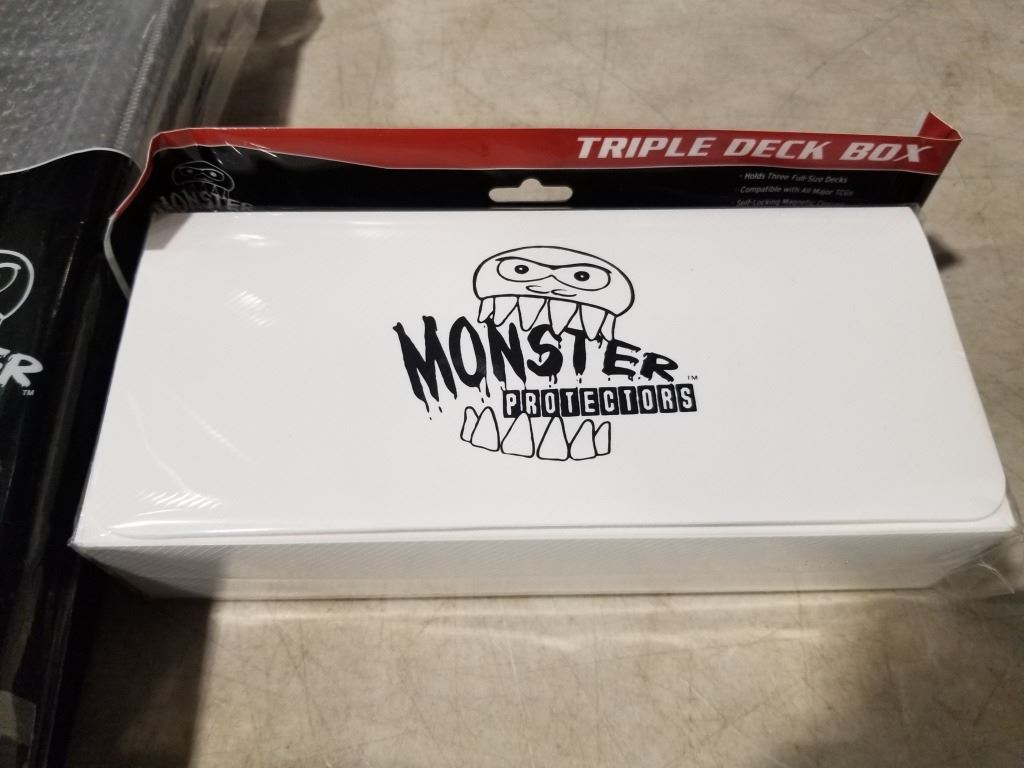 TRIPLE DECK BOX
- Holds Three Full-Size Decks
- Compatible with All Major TCGs
- Self-Locking Magnetic
MONSTER
MONSTER
TM
PROTECTORS
ER
TM